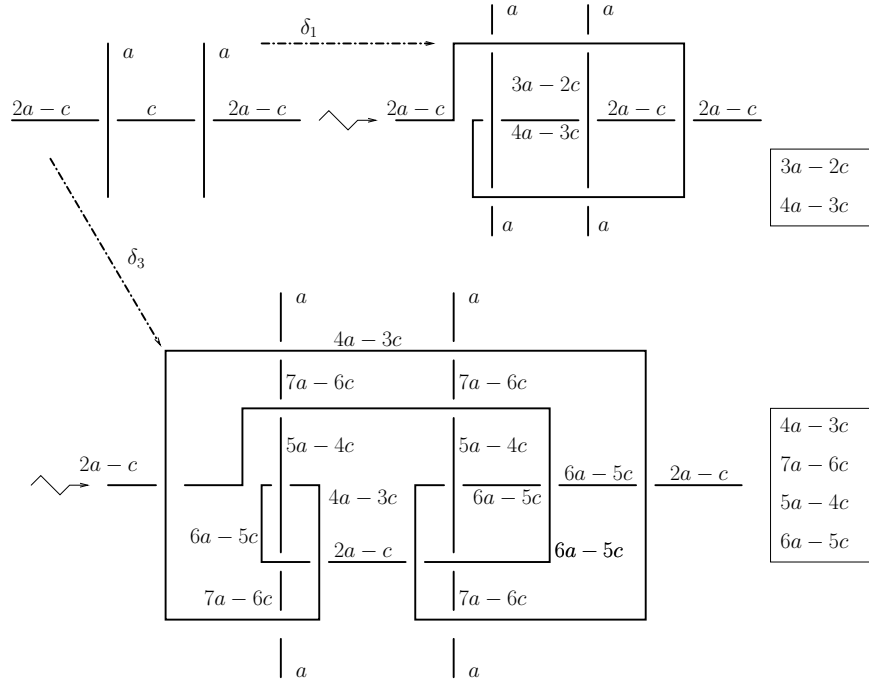 a a δ1 a a
2a − c c 2a − c 2a − c 3a − 2c 2a − c 2a − c
4a − 3c
3a − 2c
4a − 3c
a a
δ3
a a
4a − 3c
7a − 6c 7a − 6c
5a − 4c 5a − 4c
2a − c 4a − 3c 6a − 5c 6a − 5c 2a − c
6a − 5c 2a − c 6a − 5c
7a − 6c 7a − 6c
a a
4a − 3c
7a − 6c
5a − 4c
6a − 5c